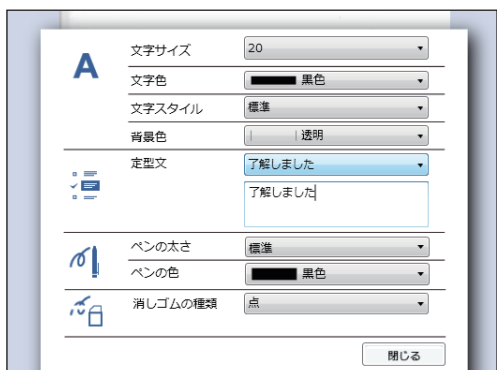 A
文字サイズ 20
文字色 黒色
文字スタイル 標準
背景色 透明
定型文 了解しました
了解しました
ペンの太さ 標準
ペンの色 黒色
消しゴムの種類 点
閉じる